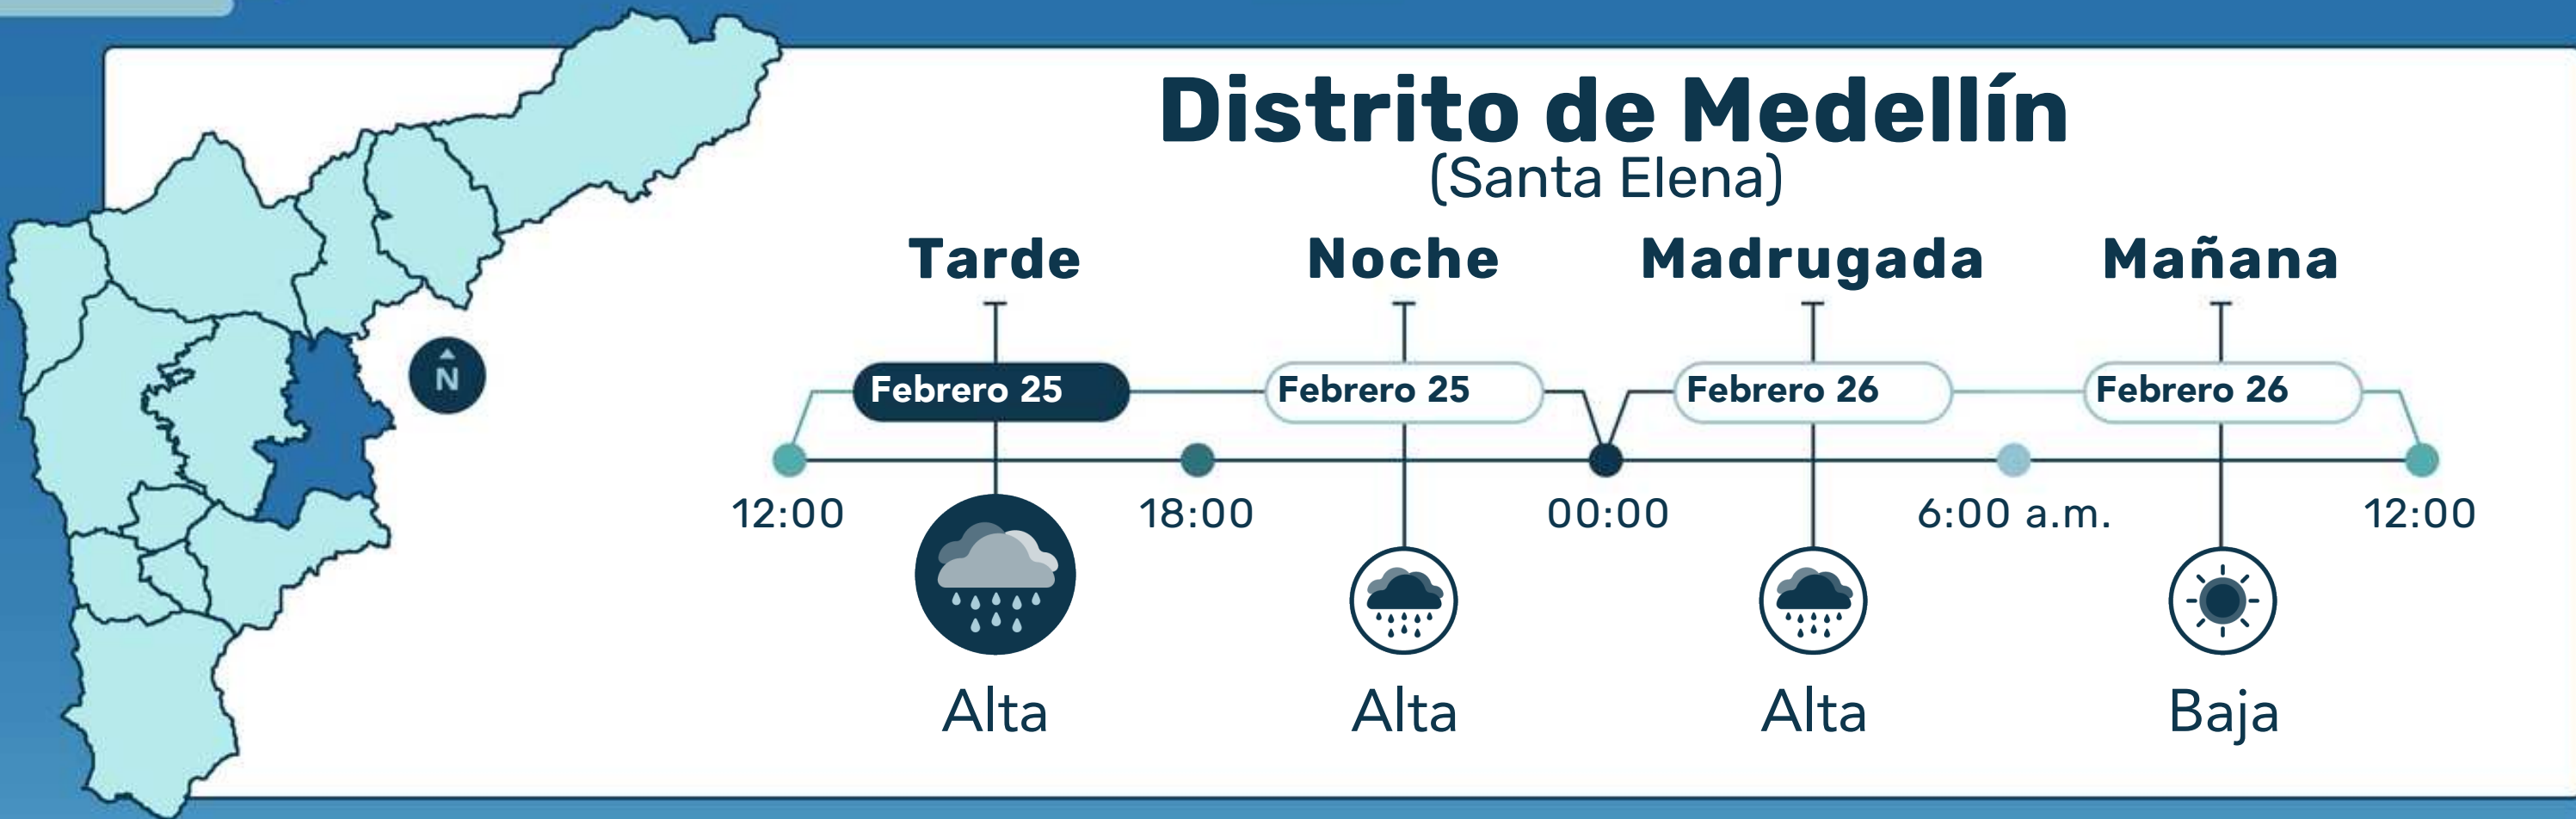 Distrito de Medellín
(Santa Elena)
Tarde Noche Madrugada Mañana
N
Febrero 25 Febrero 25 Febrero 26 Febrero 26
12:00 18:00 00:00 6:00 a.m. 12:00
Alta Alta Alta Baja